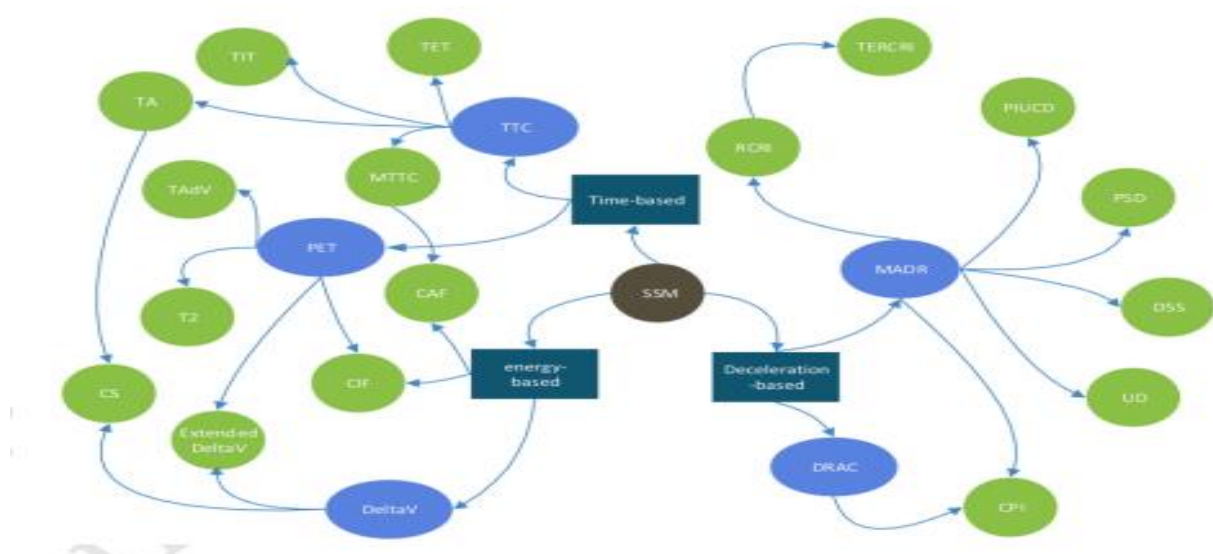 TET
TERCRI
TIT
TA
PIUCD
TTC
RCRI
MTTC
TAdV
Time-based
PSD
PET
MADR
CAF
SSM
T2
DSS
energy-
based
Deceleration
-based
CIF
CS
UD
Extended
DeltaV
DRAC
DeltaV
CPI